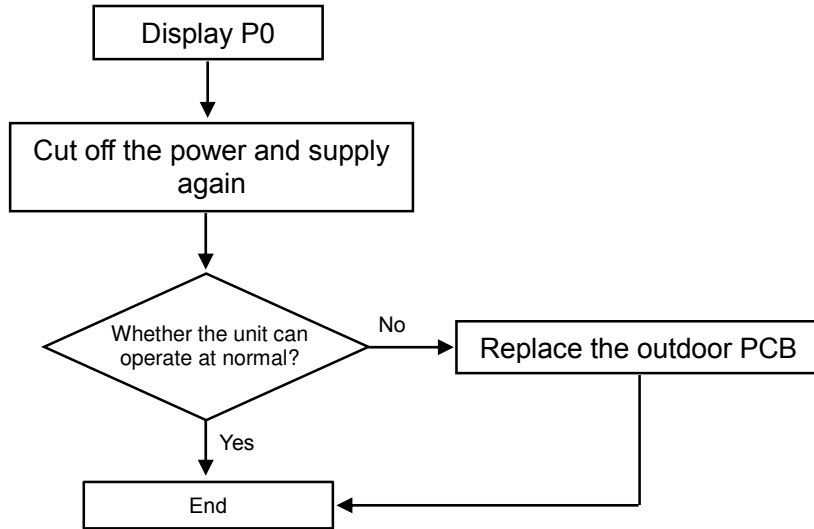 Display P0
Cut off the power and supply
again
Whether the unit can
operate at normal?
No
Replace the outdoor PCB
Yes
End